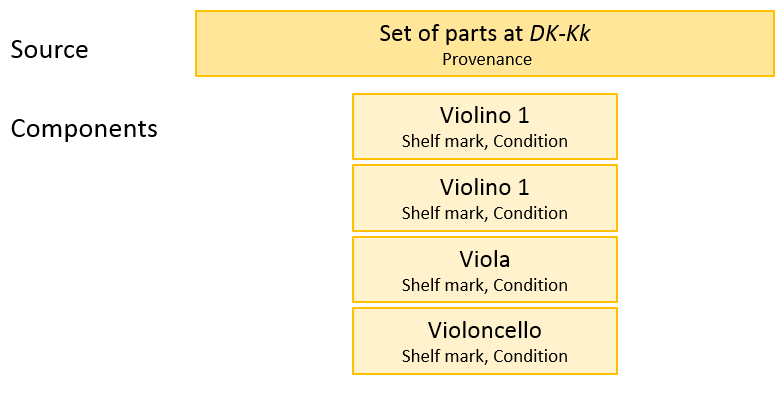 Source
Set of parts at DK-Kk
Provenance
Components
Violino 1
Shelf mark, Condition
Violino 1
Shelf mark, Condition
Viola
Shelf mark, Condition
Violoncello
Shelf mark, Condition